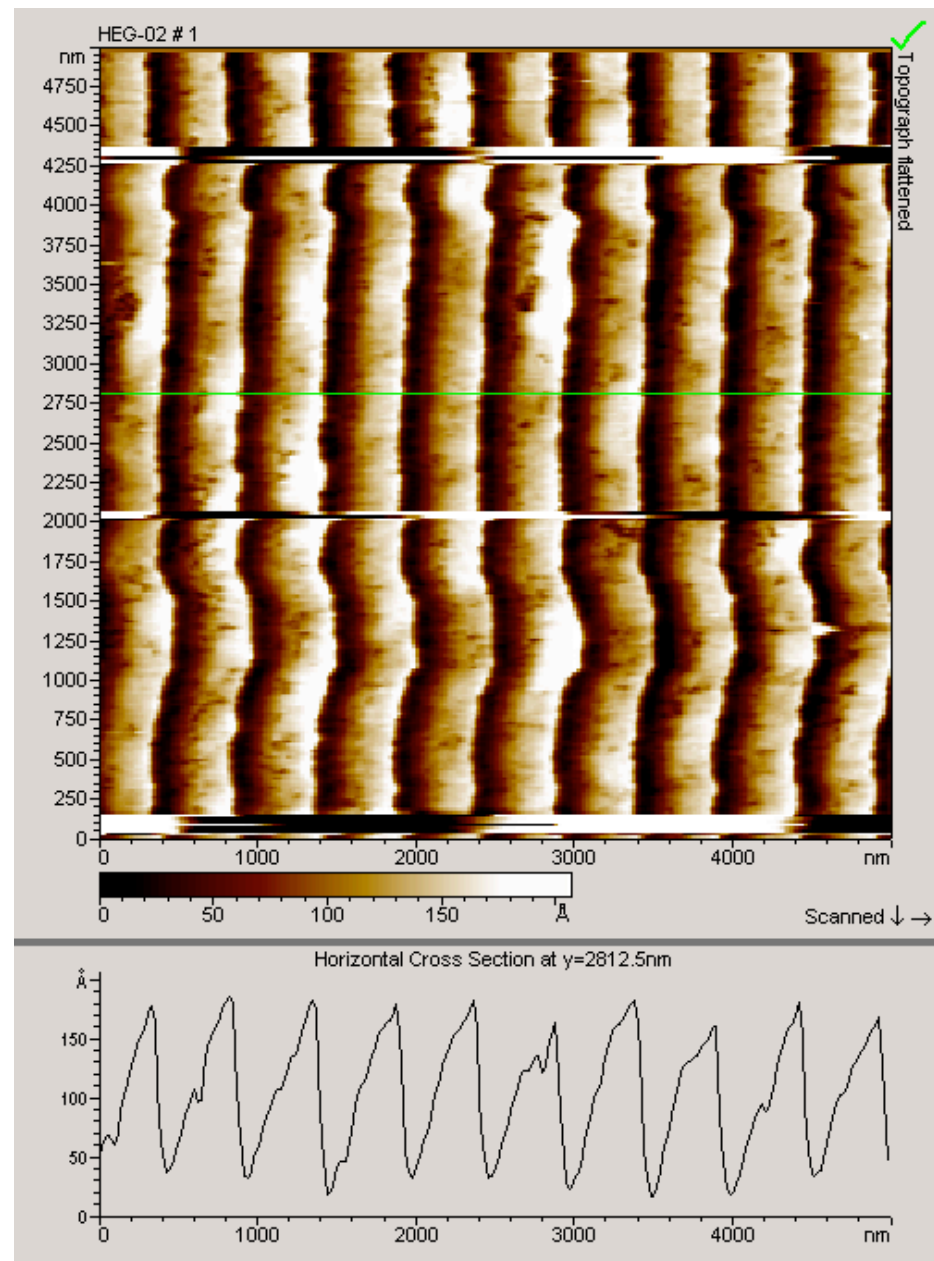 HEG-02 # 1
nm
4750
4500
4250
4000
3750
3500
3250
3000
2750
2500
2250
2000
1750
1500
1250
1000
750
500
250
0
Topograph flattened
0 1000 2000 3000 4000 nm
0 50 100 150 Å
Scanned ↓ →
Horizontal Cross Section at y=2812.5nm
Å
150
100
50
0
0 1000 2000 3000 4000 nm